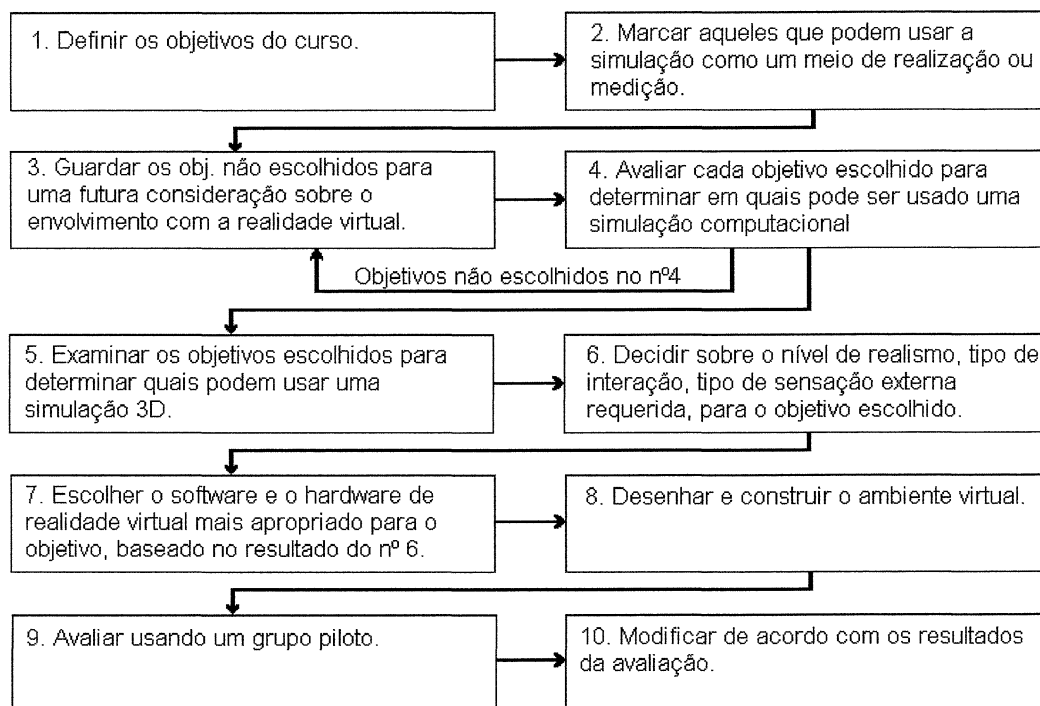 1. Definir os objetivos do curso.
2. Marcar aqueles que podem usar a
simulação como um meio de realização ou
medição.
3. Guardar os obj. não escolhidos para
uma futura consideração sobre o
envolvimento com a realidade virtual.
4. Avaliar cada objetivo escolhido para
determinar em quais pode ser usado uma
simulação computacional
Objetivos não escolhidos no nº4
5. Examinar os objetivos escolhidos para
determinar quais podem usar uma
simulação 3D.
6. Decidir sobre o nível de realismo, tipo de
interação, tipo de sensação externa
requerida, para o objetivo escolhido.
7. Escolher o software e o hardware de
realidade virtual mais apropriado para o
objetivo, baseado no resultado do nº 6.
8. Desenhar e construir o ambiente virtual.
9. Avaliar usando um grupo piloto.
10. Modificar de acordo com os resultados
da avaliação.